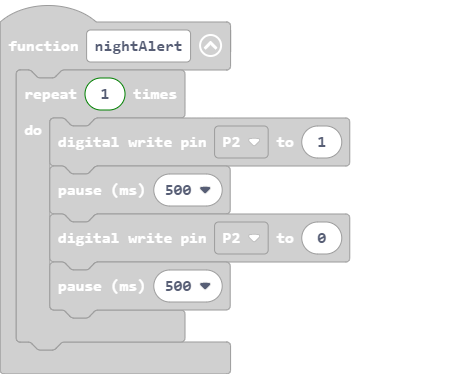 function nightAlert
repeat 1 times
do
digital write pin P2 to 1
pause (ms) 500
digital write pin P2 to 0
pause (ms) 500